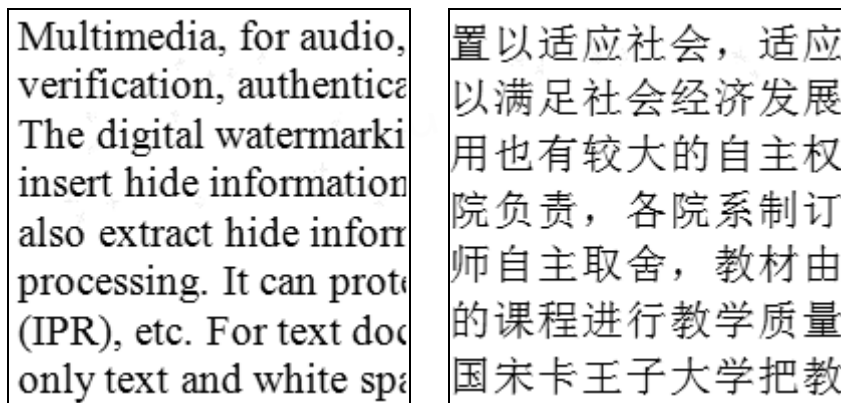 Multimedia, for audio,
verification, authentica
The digital watermarki
insert hide information
also extract hide inform
processing. It can prote
(IPR), etc. For text doc
only text and white spa
置以适应社会，适应
以满足社会经济发展
用也有较大的自主权
院负责，各院系制订
师自主取舍，教材由
的课程进行教学质量
国宋卡王子大学把教